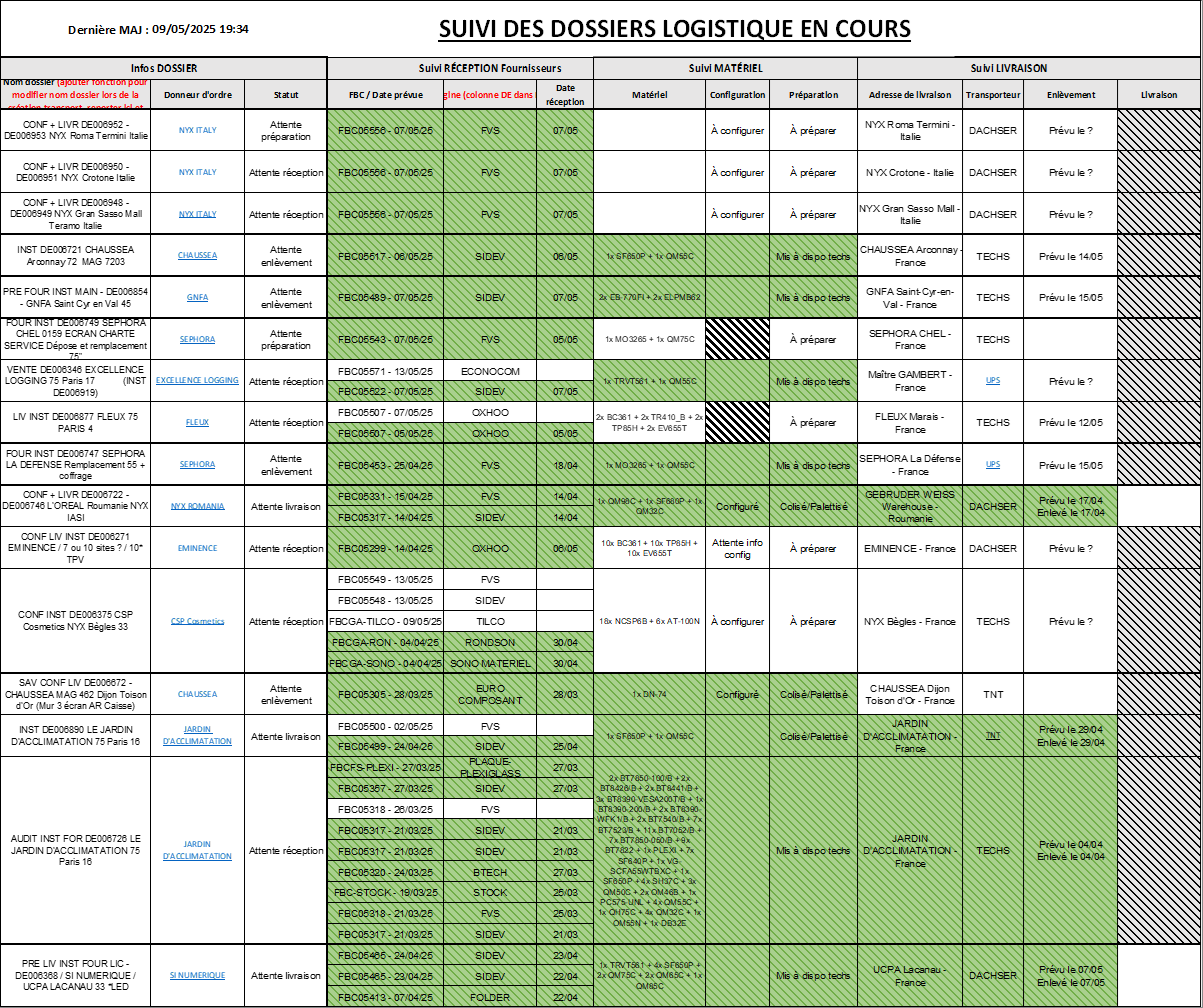 Dernière MAJ : 09/05/2025 19:34
SUIVI DES DOSSIERS LOGISTIQUE EN COURS
Infos DOSSIER
Suivi RÉCEPTION Fournisseurs
Suivi MATÉRIEL
Suivi LIVRAISON
Nom dossier (ajouter fonction pour
modifier nom dossier lors de la
création transport, reporter ici et
Donneur d'ordre
Statut
FBC / Date prévue
gine (colonne DE dans
Date
réception
Matériel
Configuration
Préparation
Adresse de livraison
Transporteur
Enlèvement
Livraison
CONF + LIVR DE006952 -
DE006953 NYX Roma Termini Italie
NYX ITALY
Attente
préparation
FBC05556 - 07/05/25
FVS
07/05
À configurer
À préparer
NYX Roma Termini -
Italie
DACHSER
Prévu le ?
CONF + LIVR DE006950 -
DE006951 NYX Crotone Italie
NYX ITALY
Attente réception
FBC05556 - 07/05/25
FVS
07/05
À configurer
À préparer
NYX Crotone - Italie
DACHSER
Prévu le ?
CONF + LIVR DE006948 -
DE006949 NYX Gran Sasso Mall
Teramo Italie
NYX ITALY
Attente réception
FBC05556 - 07/05/25
FVS
07/05
À configurer
À préparer
NYX Gran Sasso Mall -
Italie
DACHSER
Prévu le ?
INST DE006721 CHAUSSEA
Arconnay 72 MAG 7203
CHAUSSEA
Attente
enlèvement
FBC05517 - 06/05/25
SIDEV
06/05
1x SF650P + 1x QM55C
Mis à dispo techs
CHAUSSEA Arconnay -
France
TECHS
Prévu le 14/05
PRE FOUR INST MAIN - DE006854
- GNFA Saint Cyr en Val 45
GNFA
Attente
enlèvement
FBC05489 - 07/05/25
SIDEV
07/05
2x EB-770FI + 2x ELPMB62
Mis à dispo techs
GNFA Saint-Cyr-en-
Val - France
TECHS
Prévu le 15/05
FOUR INST DE006749 SEPHORA
CHEL 0159 ECRAN CHARTE
SERVICE Dépose et remplacement
75"
SEPHORA
Attente
préparation
FBC05543 - 07/05/25
FVS
05/05
1x MO3265 + 1x QM75C
À préparer
SEPHORA CHEL -
France
TECHS
VENTE DE006346 EXCELLENCE
LOGGING 75 Paris 17 (INST
DE006919)
EXCELLENCE LOGGING
Attente réception
FBC05571 - 13/05/25
ECONOCOM
FBC05522 - 07/05/25
SIDEV
07/05
1x TRVT561 + 1x QM55C
Mis à dispo techs
Maître GAMBERT -
France
UPS
Prévu le ?
LIV INST DE006877 FLEUX 75
PARIS 4
FLEUX
Attente réception
FBC05507 - 07/05/25
OXHOO
FBC05507 - 05/05/25
OXHOO
05/05
2x BC361 + 2x TR410_B + 2x
TP85H + 2x EV655T
À préparer
FLEUX Marais -
France
TECHS
Prévu le 12/05
FOUR INST DE006747 SEPHORA
LA DEFENSE Remplacement 55 +
coffrage
SEPHORA
Attente
enlèvement
FBC05453 - 25/04/25
FVS
18/04
1x MO3265 + 1x QM55C
Mis à dispo techs
SEPHORA La Défense
- France
UPS
Prévu le 15/05
CONF + LIVR DE006722 -
DE006746 L'OREAL Roumanie NYX
IASI
NYX ROMANIA
Attente livraison
FBC05331 - 15/04/25
FVS
14/04
FBC05317 - 14/04/25
SIDEV
14/04
1x QM98C + 1x SF680P + 1x
QM32C
Configuré
Colisé/Palettisé
GEBRUDER WEISS
Warehouse -
Roumanie
DACHSER
Prévu le 17/04
Enlevé le 17/04
CONF LIV INST DE006271
EMINENCE / 7 ou 10 sites ? / 10*
TPV
EMINENCE
Attente réception
FBC05299 - 14/04/25
OXHOO
06/05
10x BC361 + 10x TP85H +
10x EV655T
Attente info
config
À préparer
EMINENCE - France
DACHSER
Prévu le ?
CONF INST DE006375 CSP
Cosmetics NYX Bègles 33
CSP Cosmetics
Attente réception
FBC05549 - 13/05/25
FVS
FBC05548 - 13/05/25
SIDEV
FBCGA-TILCO - 09/05/25
TILCO
FBCGA-RON - 04/04/25
RONDSON
30/04
FBCGA-SONO - 04/04/25
SONO MATERIEL
30/04
18x NCSP6B + 6x AT-100N
À configurer
À préparer
NYX Bègles - France
TECHS
Prévu le ?
SAV CONF LIV DE006672 -
CHAUSSEA MAG 462 Dijon Toison
d'Or (Mur 3 écran AR Caisse)
CHAUSSEA
Attente
enlèvement
FBC05305 - 28/03/25
EURO
COMPOSANT
28/03
1x DN-74
Configuré
Colisé/Palettisé
CHAUSSEA Dijon
Toison d'Or - France
TNT
INST DE006890 LE JARDIN
D'ACCLIMATATION 75 Paris 16
JARDIN
D'ACCLIMATATION
Attente livraison
FBC05500 - 02/05/25
FVS
FBC05499 - 24/04/25
SIDEV
25/04
1x SF650P + 1x QM55C
Colisé/Palettisé
JARDIN
D'ACCLIMATATION -
France
TNT
Prévu le 29/04
Enlevé le 29/04
AUDIT INST FOR DE006726 LE
JARDIN D'ACCLIMATATION 75
Paris 16
JARDIN
D'ACCLIMATATION
Attente réception
FBCFS-PLEXI - 27/03/25
PLAQUE-
PLEXIGLASS
27/03
FBC05357 - 27/03/25
SIDEV
27/03
FBC05318 - 26/03/25
FVS
FBC05317 - 21/03/25
SIDEV
21/03
FBC05317 - 21/03/25
SIDEV
21/03
FBC05320 - 24/03/25
BTECH
27/03
FBC-STOCK - 19/03/25
STOCK
25/03
FBC05318 - 21/03/25
FVS
25/03
FBC05317 - 21/03/25
SIDEV
21/03
2x BT7850-100/B + 2x
BT8426/B + 2x BT8441/B +
3x BT8390-VESA200T/B + 1x
BT8390-200/B + 2x BT8390-
WFK1/B + 2x BT7540/B + 7x
BT7523/B + 11x BT7052/B +
7x BT7850-050/B + 9x
BT7822 + 1x PLEXI + 7x
SF640P + 1x VG-
SCFA55WTBXC + 1x
SF650P + 4x SH37C + 3x
QM50C + 2x OM46B + 1x
PC575-UNL + 4x QM55C +
1x QH75C + 4x QM32C + 1x
OM55N + 1x DB32E
Mis à dispo techs
JARDIN
D'ACCLIMATATION -
France
TECHS
Prévu le 04/04
Enlevé le 04/04
PRE LIV INST FOUR LIC -
DE006368 / SI NUMERIQUE /
UCPA LACANAU 33 *LED
SI NUMERIQUE
Attente livraison
FBC05465 - 24/04/25
SIDEV
23/04
FBC05465 - 23/04/25
SIDEV
22/04
FBC05413 - 07/04/25
FOLDER
22/04
1x TRVT561 + 4x SF650P +
2x QM75C + 2x QM65C + 1x
QM85C
Mis à dispo techs
UCPA Lacanau -
France
DACHSER
Prévu le 07/05
Enlevé le 07/05